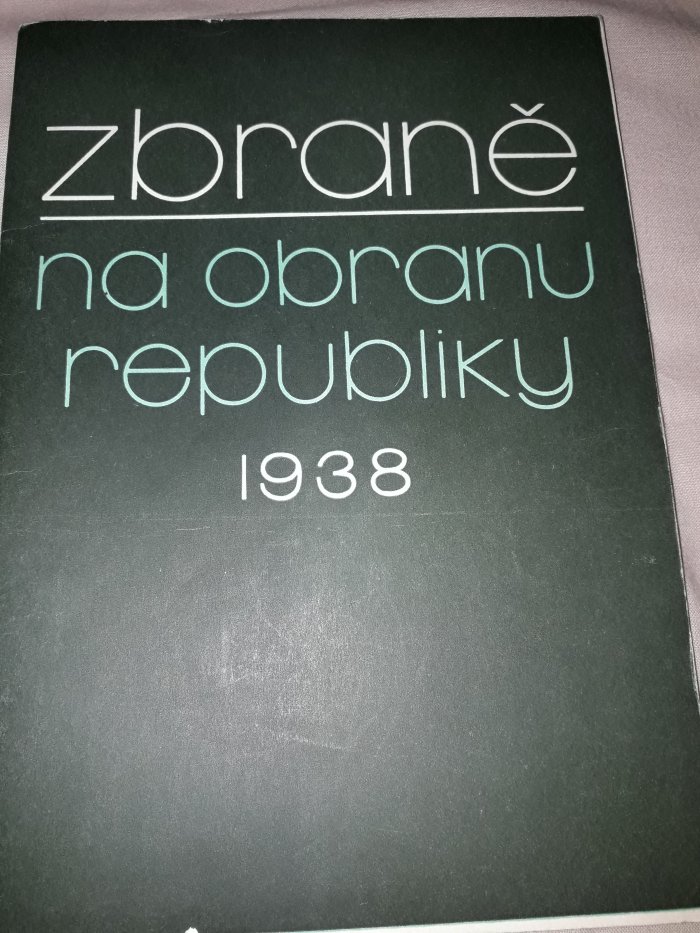 zbraně
na obranu
republiky
1938